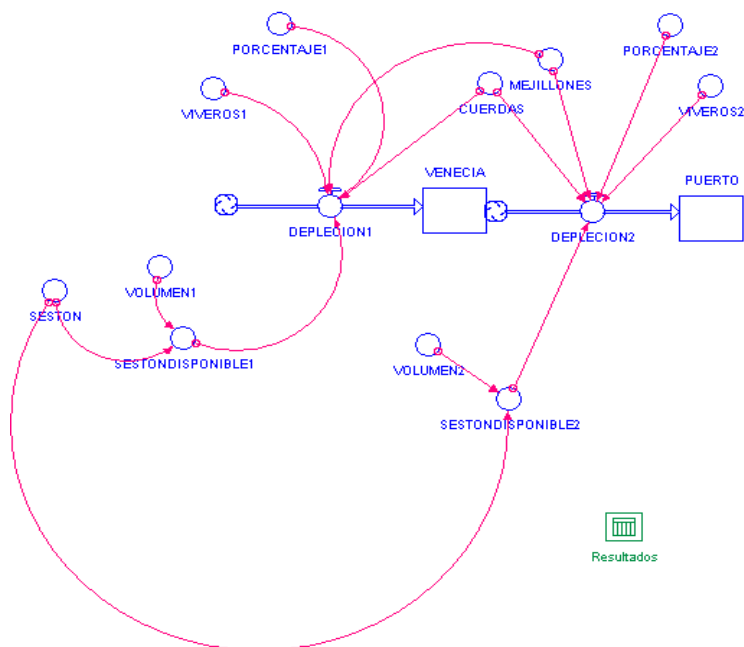 PORCENTAJE1
PORCENTAJE2
MEJILLONES
VIVEROS1
CUERDAS
VIVEROS2
VENECIA
PUERTO
DEPLECION1
DEPLECION2
VOLUMEN1
SESTON
SESTONDISPONIBLE1
VOLUMEN2
SESTONDISPONIBLE2
Resultados